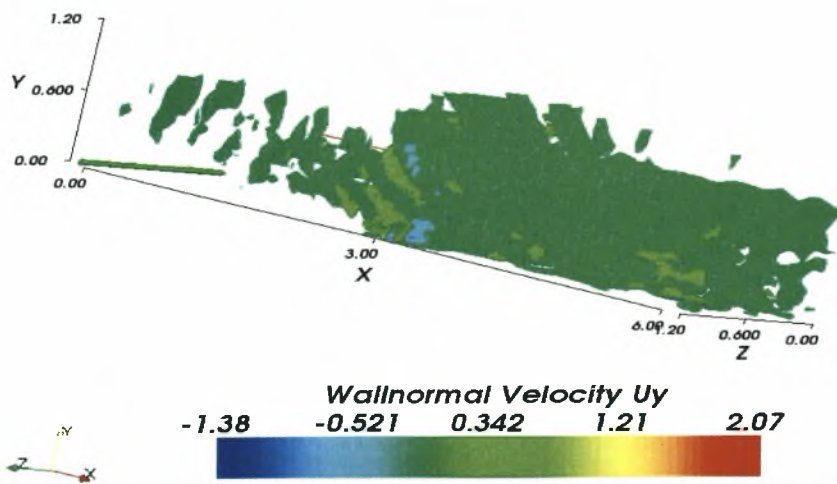 1.20
Y 0.600
0.00
0.00
3.00
X
6.00 1.20
0.600
0.00
Z
Wallnormal Velocity Uy
-1.38 -0.521 0.342 1.21 2.07
Y
Z X